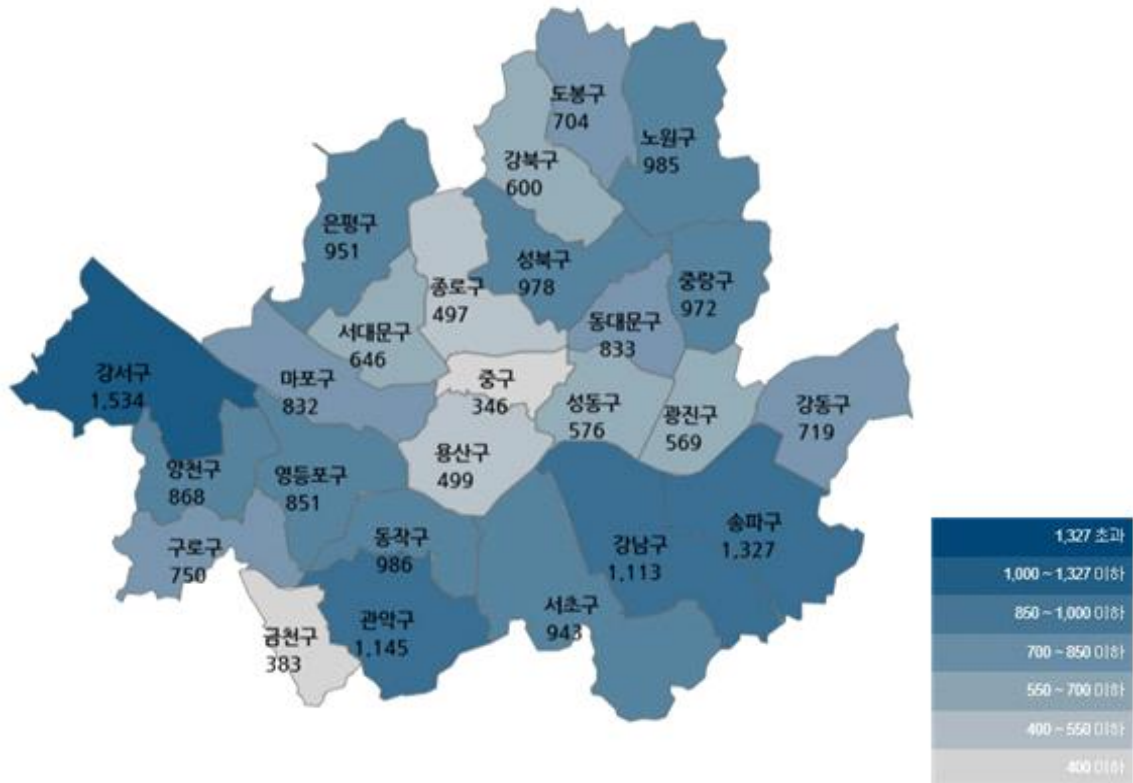 도봉구
704
노원구
985
강북구
600
은평구
951
성북구
978
중랑구
972
종로구
497
동대문구
833
서대문구
646
강서구
1,534
마포구
832
중구
346
성동구
576
광진구
569
강동구
719
용산구
499
양천구
868
영등포구
851
송파구
1,327
동작구
986
강남구
1,113
구로구
750
서초구
943
관악구
1,145
금천구
383
1,327 초과
1,000 ~ 1,327 이하
850 ~ 1,000 이하
700 ~ 850 이하
550 ~ 700 이하
400 ~ 550 이하
400 이하